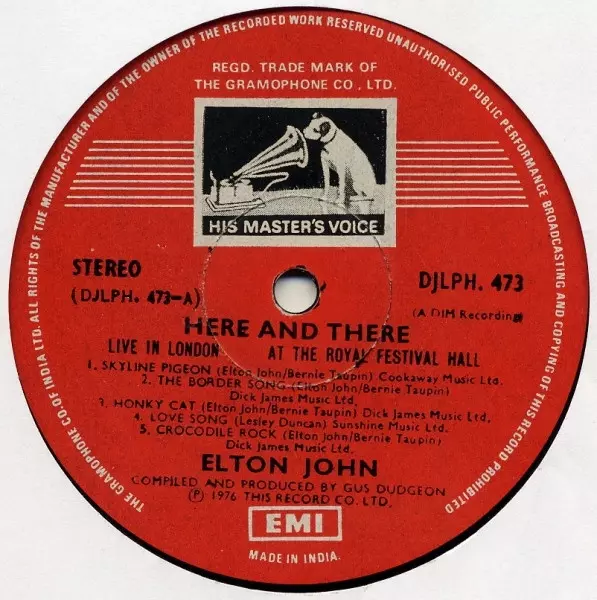 THE GRAMOPHONE CO.OF INDIA LTD. ALL RIGHTS OF THE MANUFACTURER AND OF THE OWNER OF THE RECORDED WORK RESERVED UNAUTHORISED PUBLIC PERFORMANCE BROADCASTING AND COPYING OF THIS RECORD PROHIBITED
REGD. TRADE MARK OF
THE GRAMOPHONE CO., LTD.
HIS MASTER'S VOICE
STEREO
(DJLPH. 473-A)
DJLPH. 473
(A DJM Recording)
HERE AND THERE
LIVE IN LONDON AT THE ROYAL FESTIVAL HALL
1. SKYLINE PIGEON (Elton John/Bernie Taupin) Cookaway Music Ltd.
2. THE BORDER SONG (Elton John/Bernie Taupin)
Dick James Music Ltd.
3. HONKY CAT (Elton John/Bernie Taupin) Dick James Music Ltd.
4. LOVE SONG (Lesley Duncan) Sunshine Music Ltd.
5. CROCODILE ROCK (Elton John/Bernie Taupin)
Dick James Music Ltd.
ELTON JOHN
COMPILED AND PRODUCED BY GUS DUDGEON
Ⓟ 1976 THIS RECORD CO. LTD.
EMI
MADE IN INDIA.